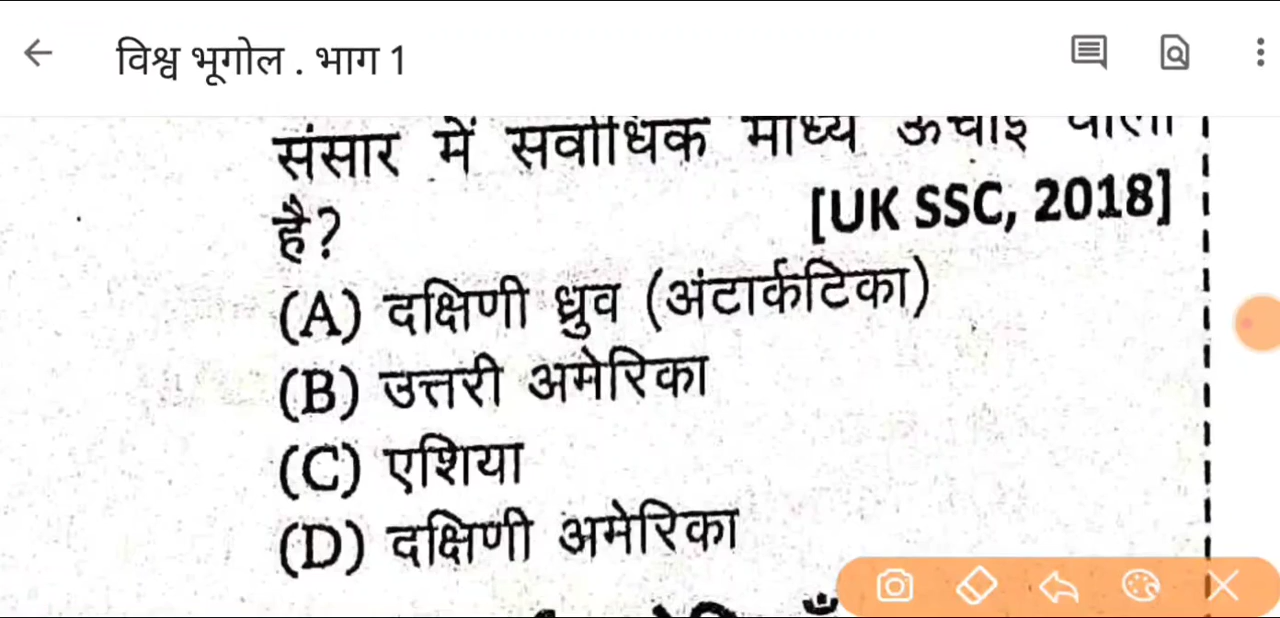 विश्व भूगोल . भाग 1
संसार में सर्वाधिक माध्य ऊंचाई वाला
है? [UK SSC, 2018]
(A) दक्षिणी ध्रुव (अंटार्कटिका)
(B) उत्तरी अमेरिका
(C) एशिया
(D) दक्षिणी अमेरिका